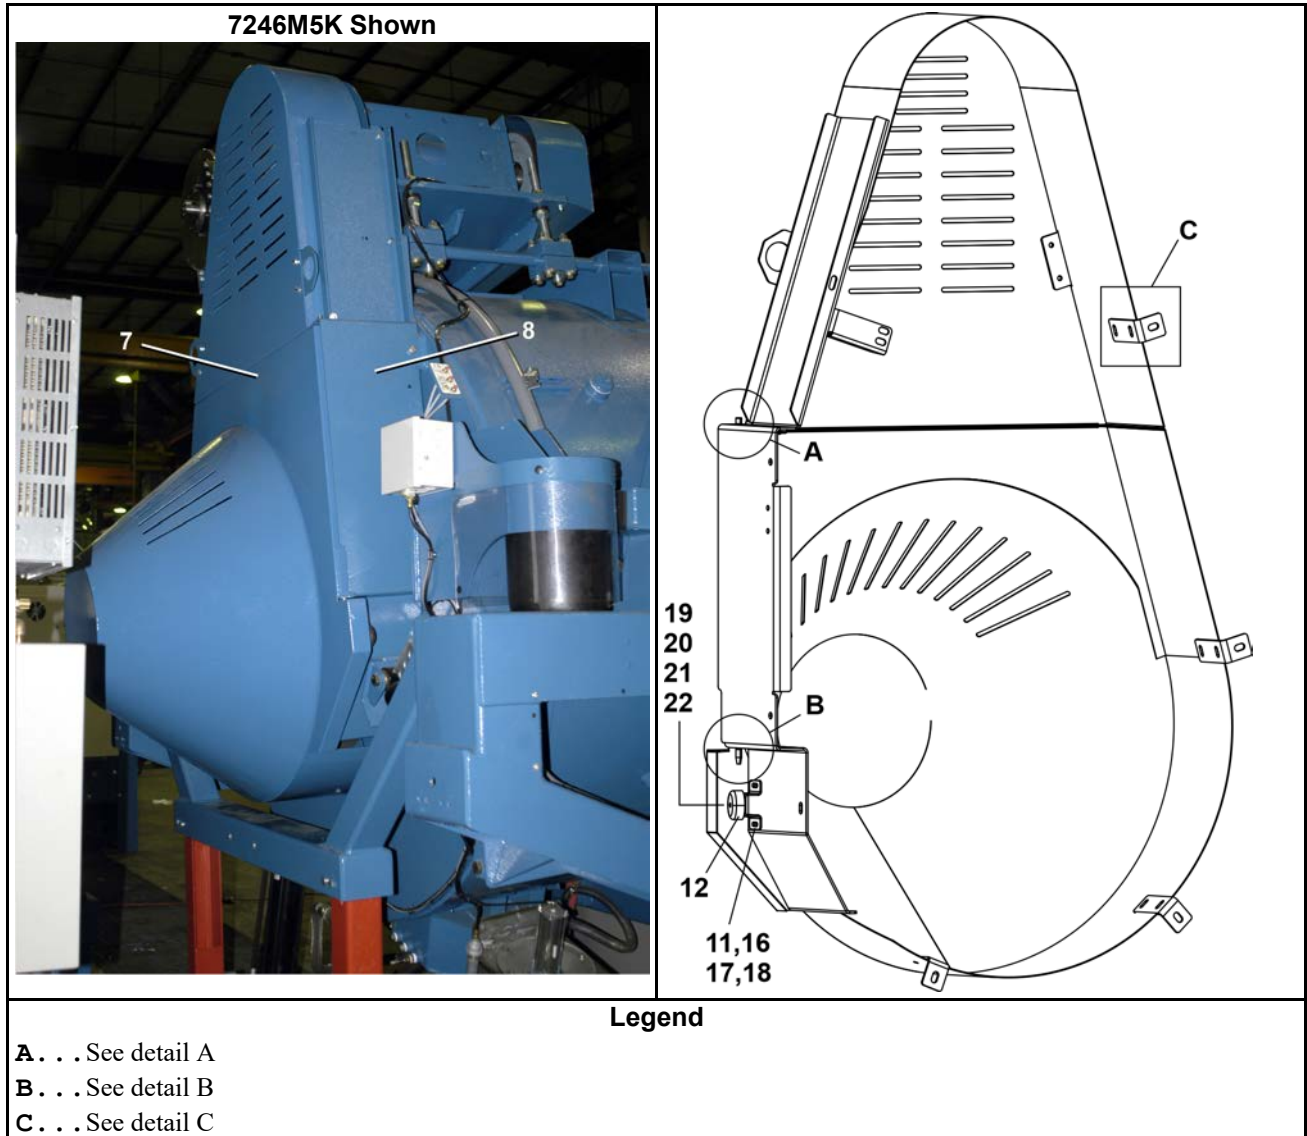 7246M5K Shown
7
8
C
A
19
20
21
22
B
12
11,16
17,18
Legend
A...See detail A
B...See detail B
C...See detail C